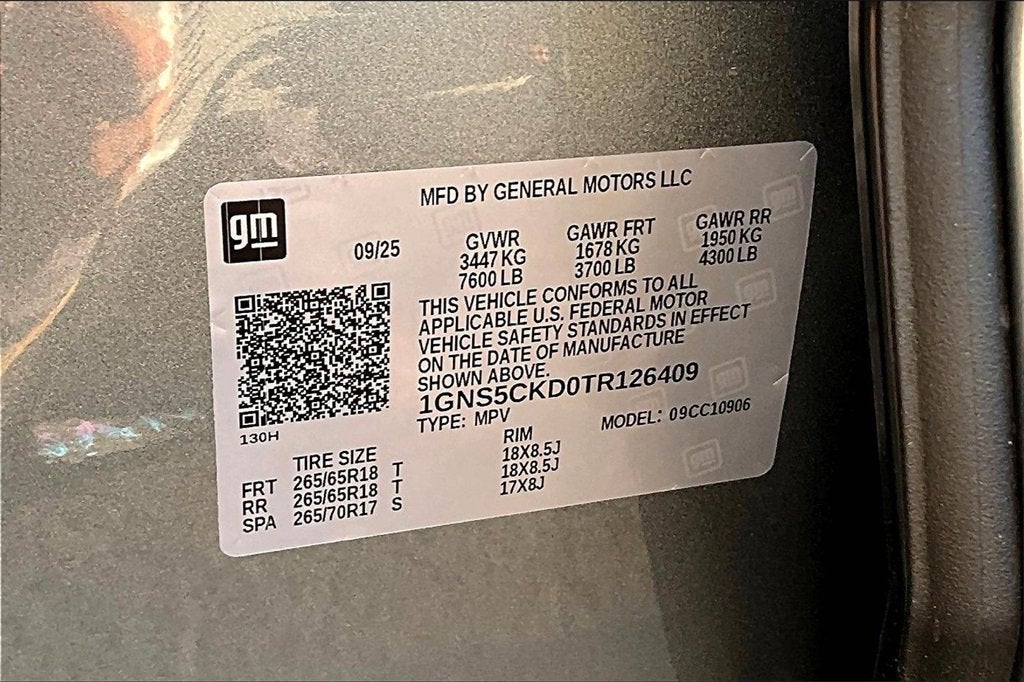 MFD BY GENERAL MOTORS LLC
gm
09/25
GVWR
3447 KG
7600 LB
GAWR FRT
1678 KG
3700 LB
GAWR RR
1950 KG
4300 LB
THIS VEHICLE CONFORMS TO ALL
APPLICABLE U.S. FEDERAL MOTOR
VEHICLE SAFETY STANDARDS IN EFFECT
ON THE DATE OF MANUFACTURE
SHOWN ABOVE.
1GNS5CKD0TR126409
TYPE: MPV
MODEL: 09CC10906
130H
TIRE SIZE RIM
FRT 265/65R18 T 18X8.5J
RR 265/65R18 T 18X8.5J
SPA 265/70R17 S 17X8J